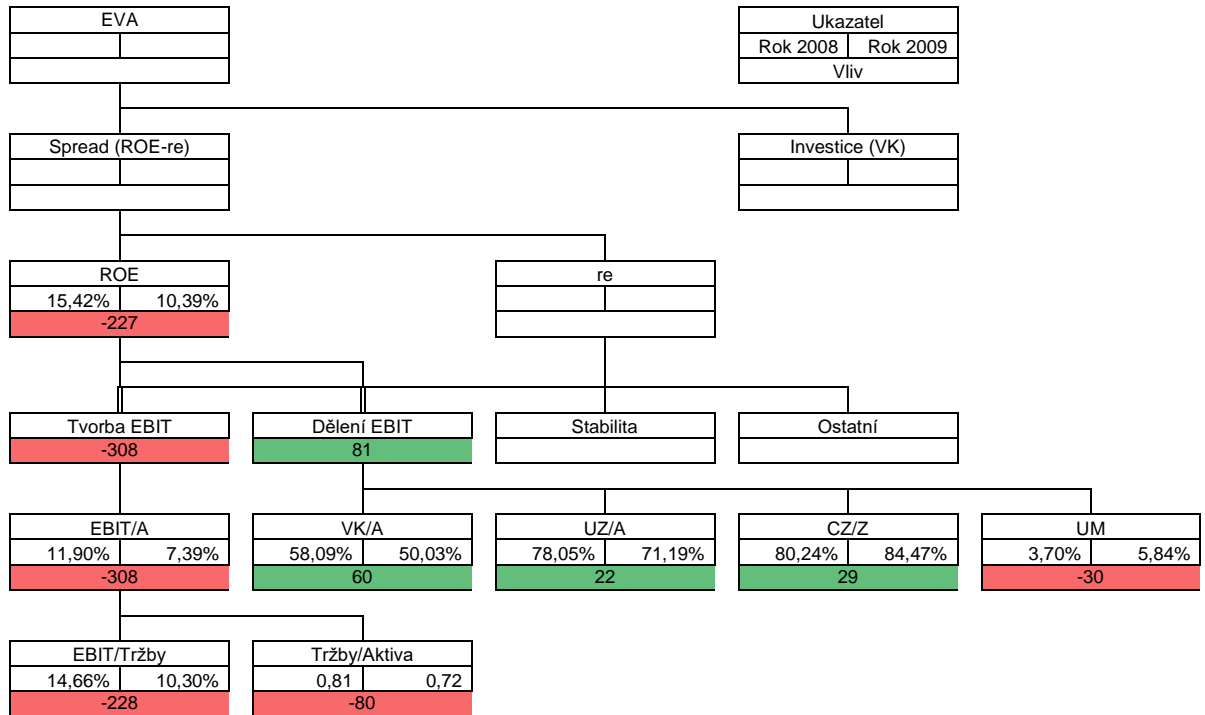 EVA
Ukazatel
Rok 2008 Rok 2009
Vliv
Spread (ROE-re)
Investice (VK)
ROE
15,42% 10,39%
-227
re
Tvorba EBIT
-308
Dělení EBIT
81
Stabilita
Ostatní
EBIT/A
11,90% 7,39%
-308
VK/A
58,09% 50,03%
60
UZ/A
78,05% 71,19%
22
CZ/Z
80,24% 84,47%
29
UM
3,70% 5,84%
-30
EBIT/Tržby
14,66% 10,30%
-228
Tržby/Aktiva
0,81 0,72
-80